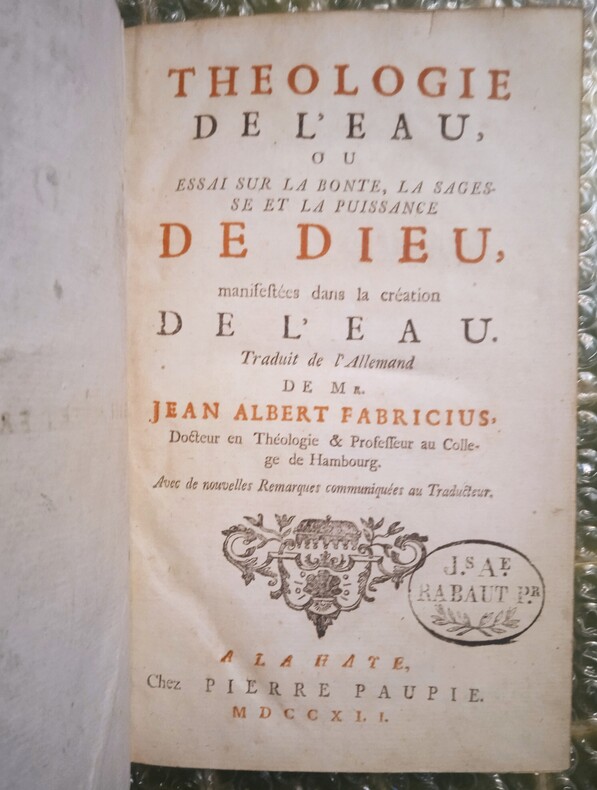 THEOLOGIE
DE L'EAU,
OU
ESSAI SUR LA BONTE, LA SAGES-
SE ET LA PUISSANCE
DE DIEU,
manifeſtées dans la création
DE L'EAU.
Traduit de l'Allemand
DE MR.
JEAN ALBERT FABRICIUS,
Docteur en Théologie & Profeſſeur au Colle-
ge de Hambourg.
Avec de nouvelles Remarques communiquées au Traducteur.
J.S A.E
RABAUT P.R
A LA HAYE,
Chez PIERRE PAUPIE.
MDCCXLI.